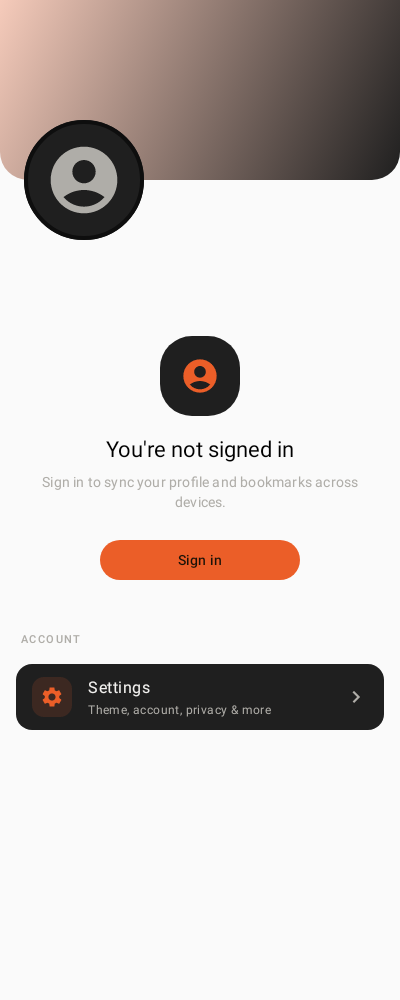 You're not signed in
Sign in to sync your profile and bookmarks across
devices.
Sign in
ACCOUNT
Settings
Theme, account, privacy & more